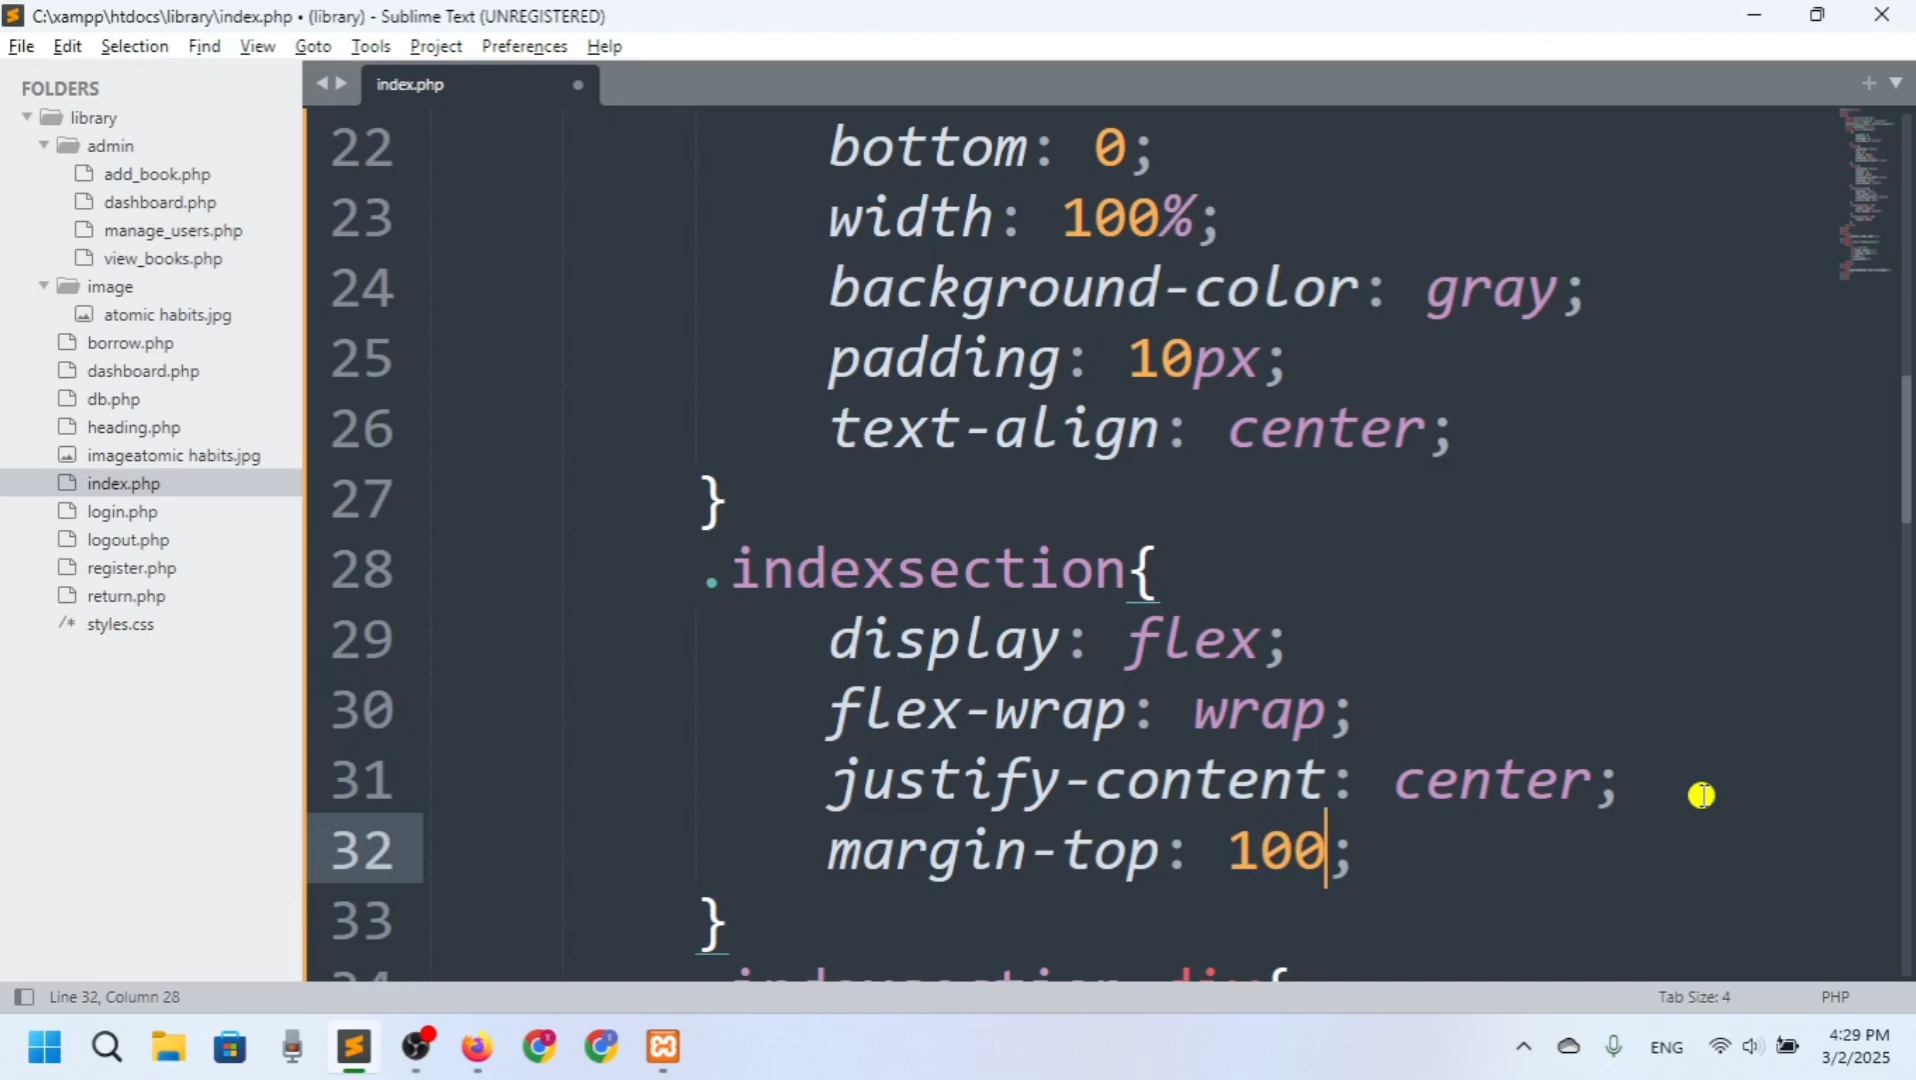 C:\xampp\htdocs\library\index.php • (library) - Sublime Text (UNREGISTERED)
File Edit Selection Find View Goto Tools Project Preferences Help
FOLDERS
library
admin
add_book.php
dashboard.php
manage_users.php
view_books.php
image
atomic habits.jpg
borrow.php
dashboard.php
db.php
heading.php
imageatomic habits.jpg
index.php
login.php
logout.php
register.php
return.php
/* styles.css
index.php
22 bottom: 0;
23 width: 100%;
24 background-color: gray;
25 padding: 10px;
26 text-align: center;
27 }
28 .indexsection{
29 display: flex;
30 flex-wrap: wrap;
31 justify-content: center;
32 margin-top: 100;
33 }
34 .indexsection div{
Line 32, Column 28
Tab Size: 4
PHP
ENG
4:29 PM
3/2/2025